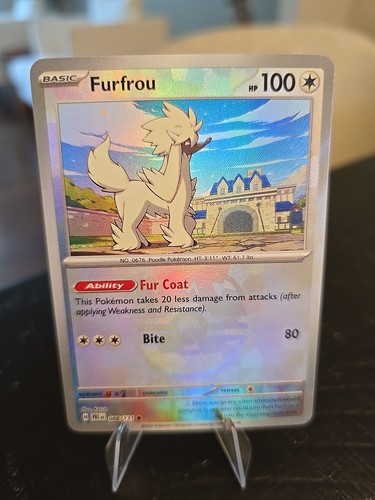 BASIC Furfrou HP 100
NO. 0676 Poodle Pokémon HT: 3'11" WT: 61.7 lbs
Ability Fur Coat
This Pokémon takes 20 less damage from attacks (after
applying Weakness and Resistance).
Bite 80
weakness ×2 resistance retreat